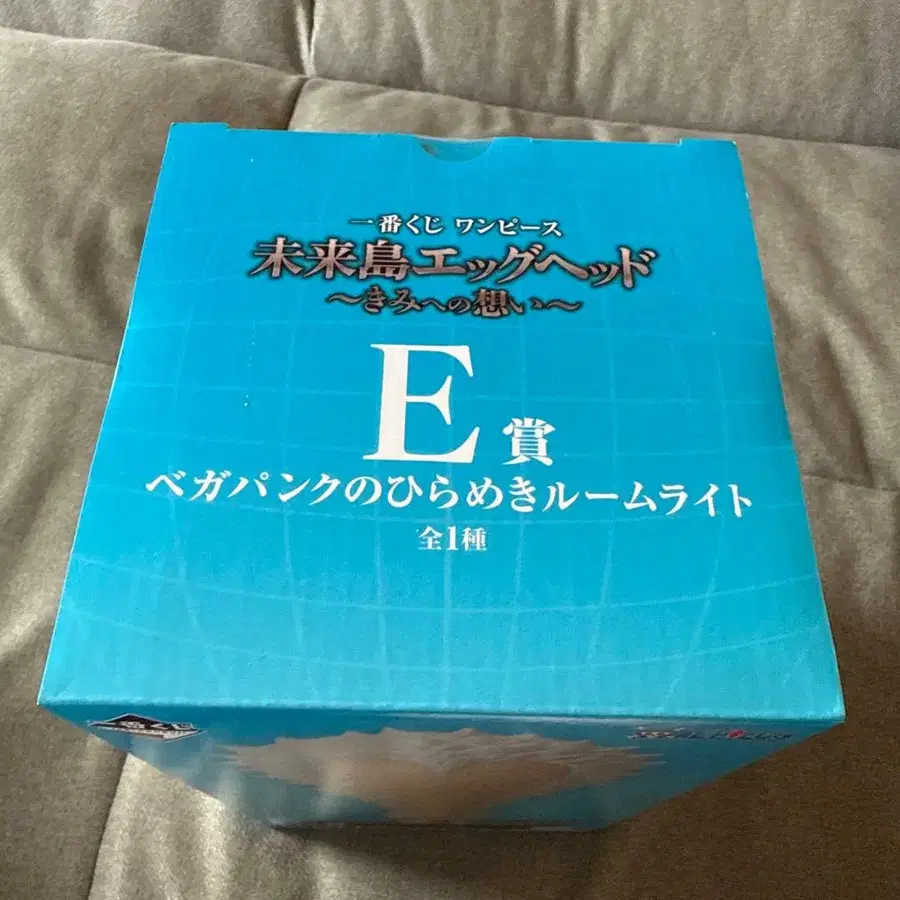 一番くじ ワンピース
未来島エッグヘッド
～きみへの想い～
E賞
ベガパンクのひらめきルームライト
全1種